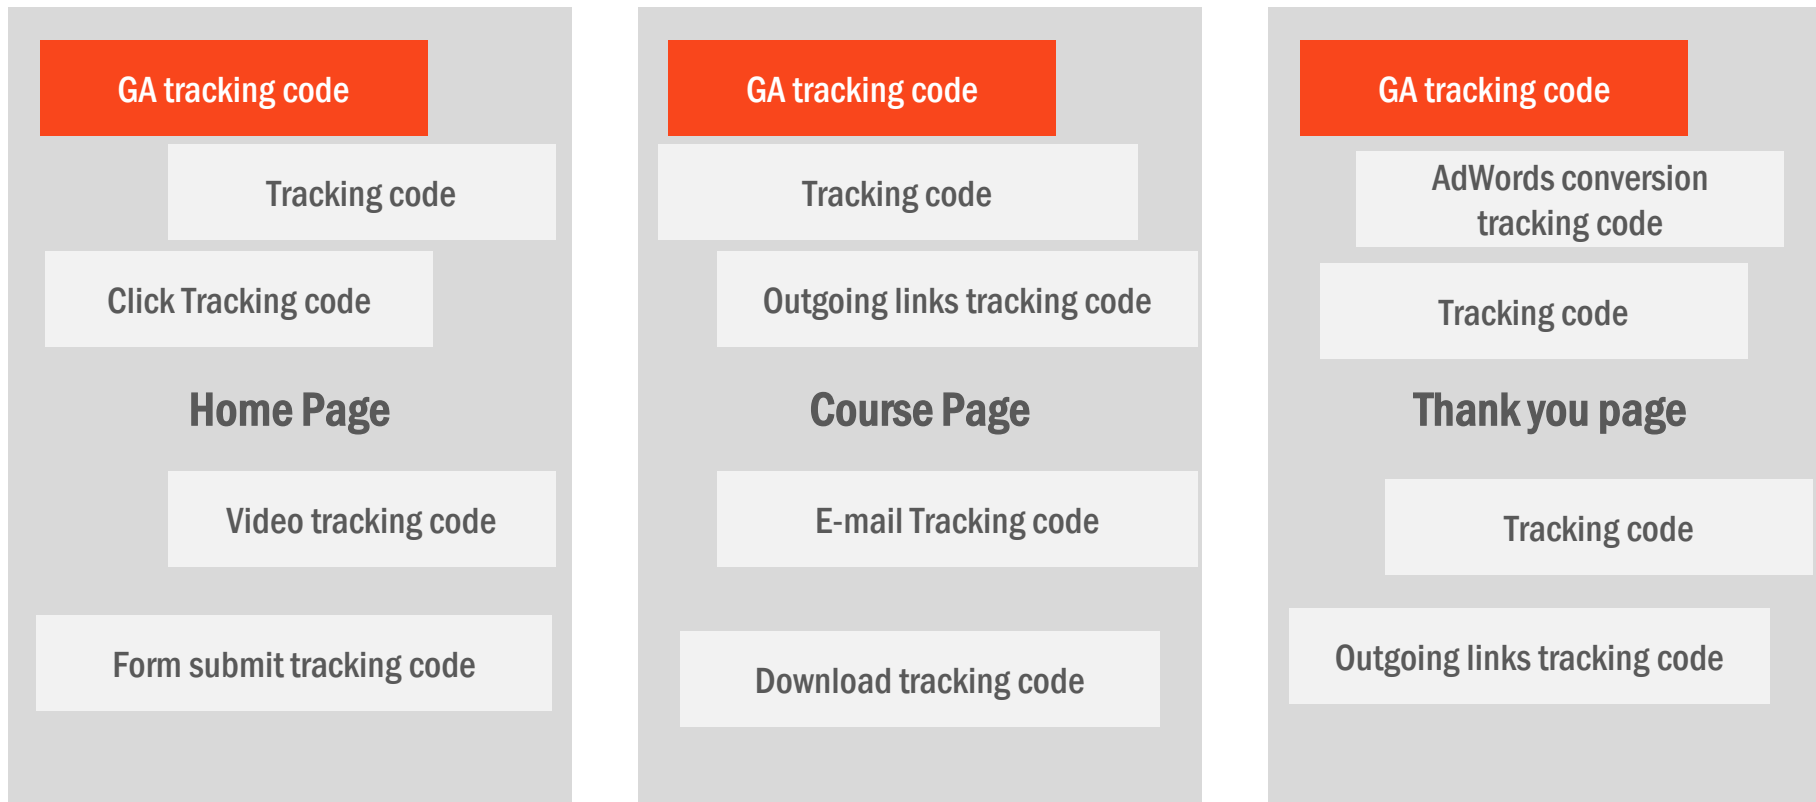 GA tracking code
Tracking code
Click Tracking code
Home Page
Video tracking code
Form submit tracking code
GA tracking code
Tracking code
Outgoing links tracking code
Course Page
E-mail Tracking code
Download tracking code
GA tracking code
AdWords conversion
tracking code
Tracking code
Thank you page
Tracking code
Outgoing links tracking code